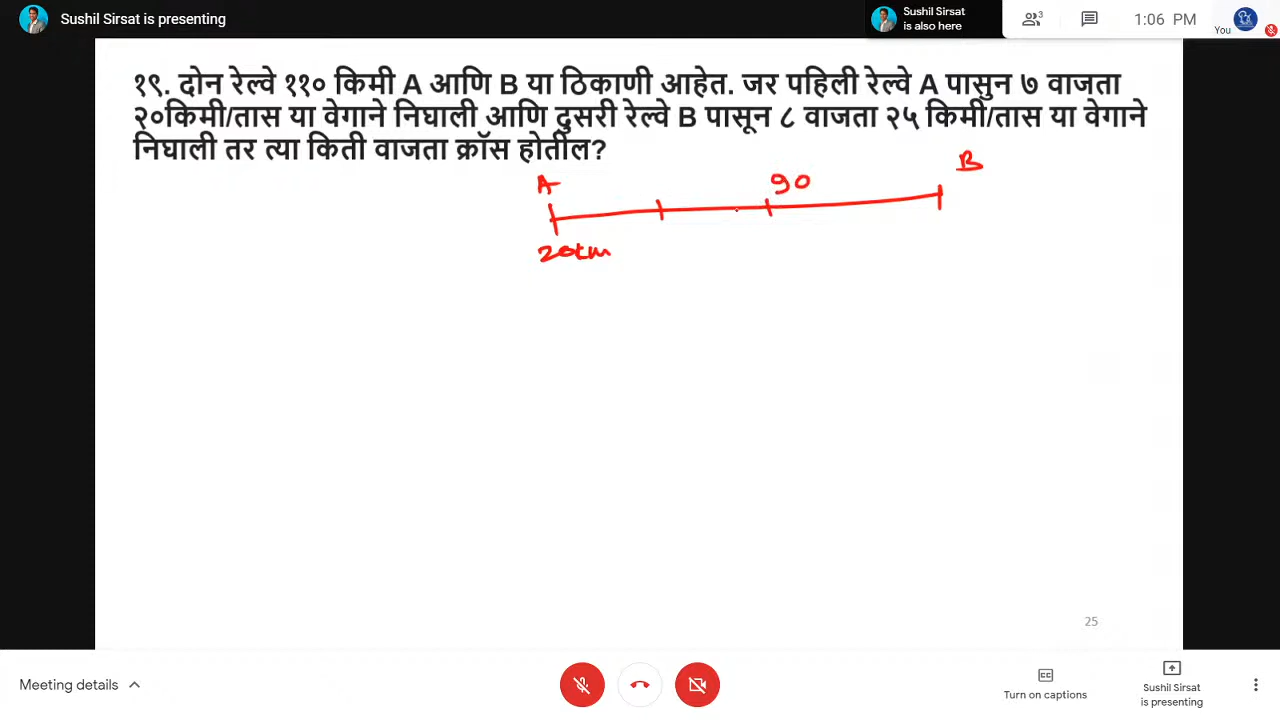 Sushil Sirsat is presenting
Sushil Sirsat
is also here
3
1:06 PM
You
१९. दोन रेल्वे ११० किमी A आणि B या ठिकाणी आहेत. जर पहिली रेल्वे A पासुन ७ वाजता
२०किमी/तास या वेगाने निघाली आणि दुसरी रेल्वे B पासून ८ वाजता २५ किमी/तास या वेगाने
निघाली तर त्या किती वाजता क्रॉस होतील?
A
90
B
20km
25
Meeting details
Turn on captions
Sushil Sirsat
is presenting